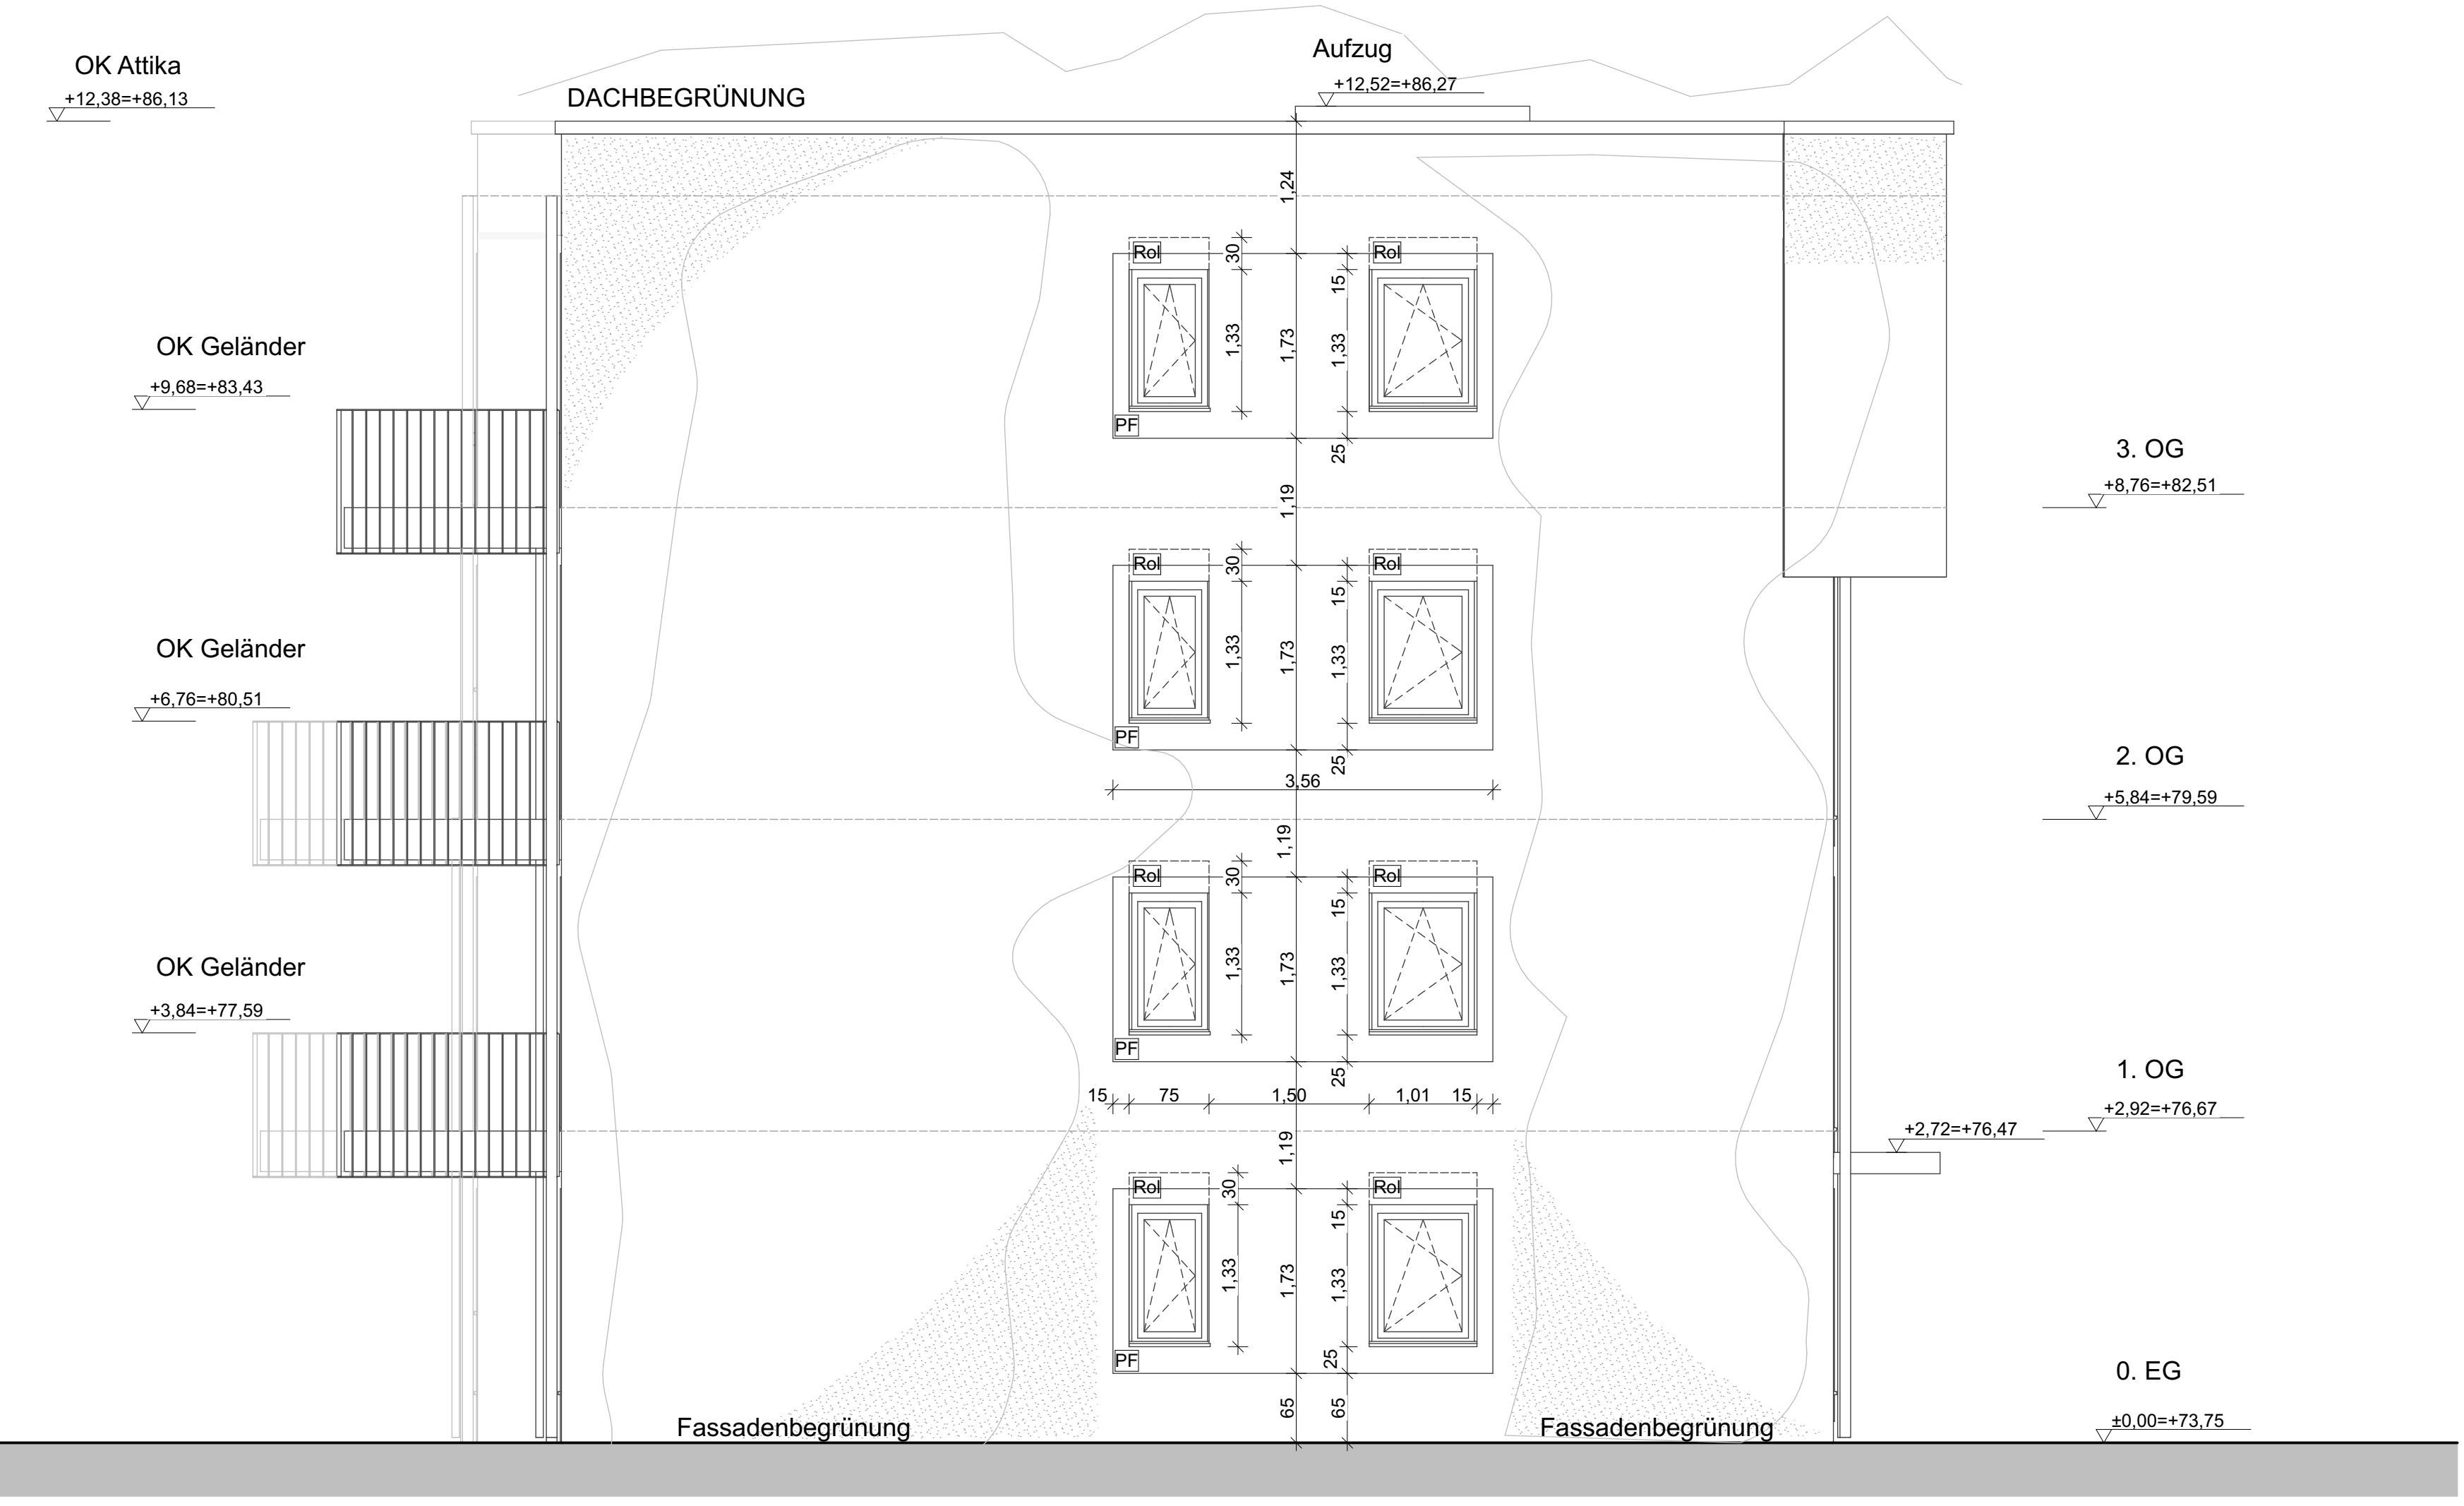 Aufzug
+12,52=+86,27
OK Attika
+12,38=+86,13
DACHBEGRÜNUNG
1,24
Rol
30
Rol
15
1,33
1,73
1,33
OK Geländer
+9,68=+83,43
PF
25
3. OG
+8,76=+82,51
1,19
Rol
30
Rol
15
1,33
1,73
1,33
OK Geländer
+6,76=+80,51
PF
25
3,56
2. OG
+5,84=+79,59
1,19
Rol
30
Rol
15
1,33
1,73
1,33
OK Geländer
+3,84=+77,59
PF
25
15 75 1,50 1,01 15
1. OG
+2,92=+76,67
+2,72=+76,47
1,19
Rol
30
Rol
15
1,33
1,73
1,33
PF
25
0. EG
65
65
±0,00=+73,75
Fassadenbegrünung
Fassadenbegrünung